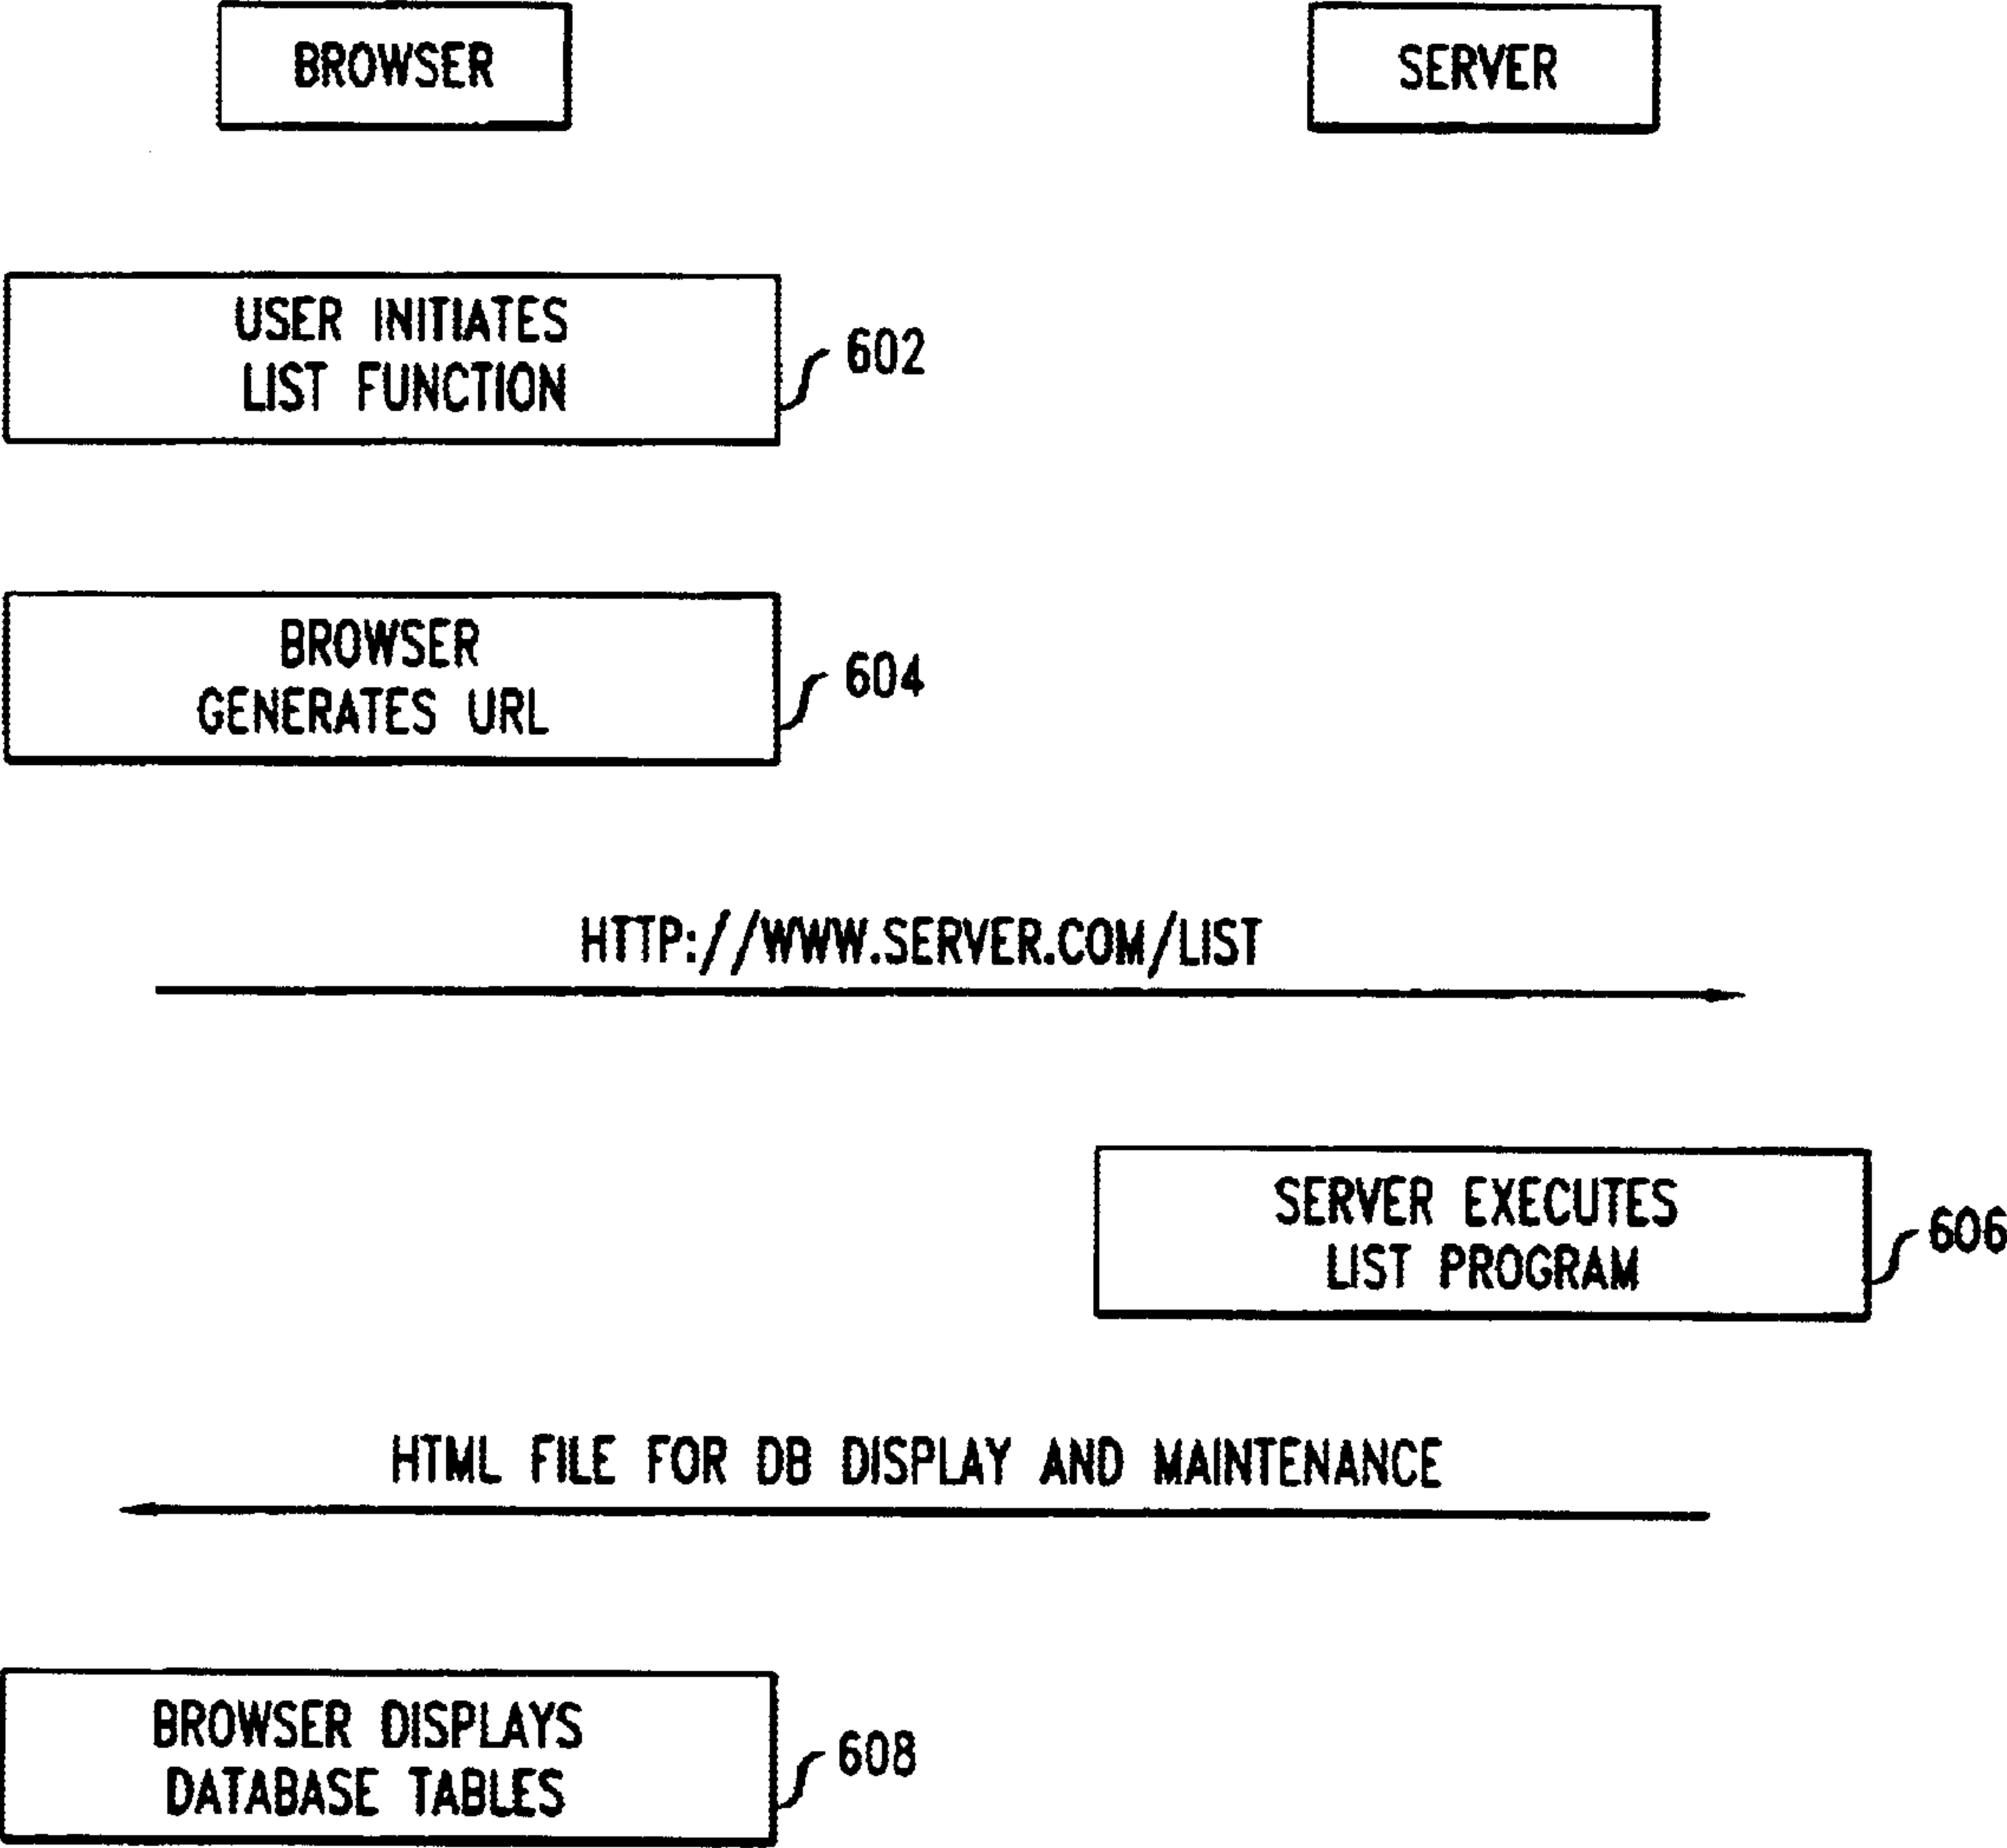 BROWSER
SERVER
USER INITIATES
LIST FUNCTION
602
BROWSER
GENERATES URL
604
HTTP://WWW.SERVER.COM/LIST
SERVER EXECUTES
LIST PROGRAM
606
HTML FILE FOR DB DISPLAY AND MAINTENANCE
BROWSER DISPLAYS
DATABASE TABLES
608